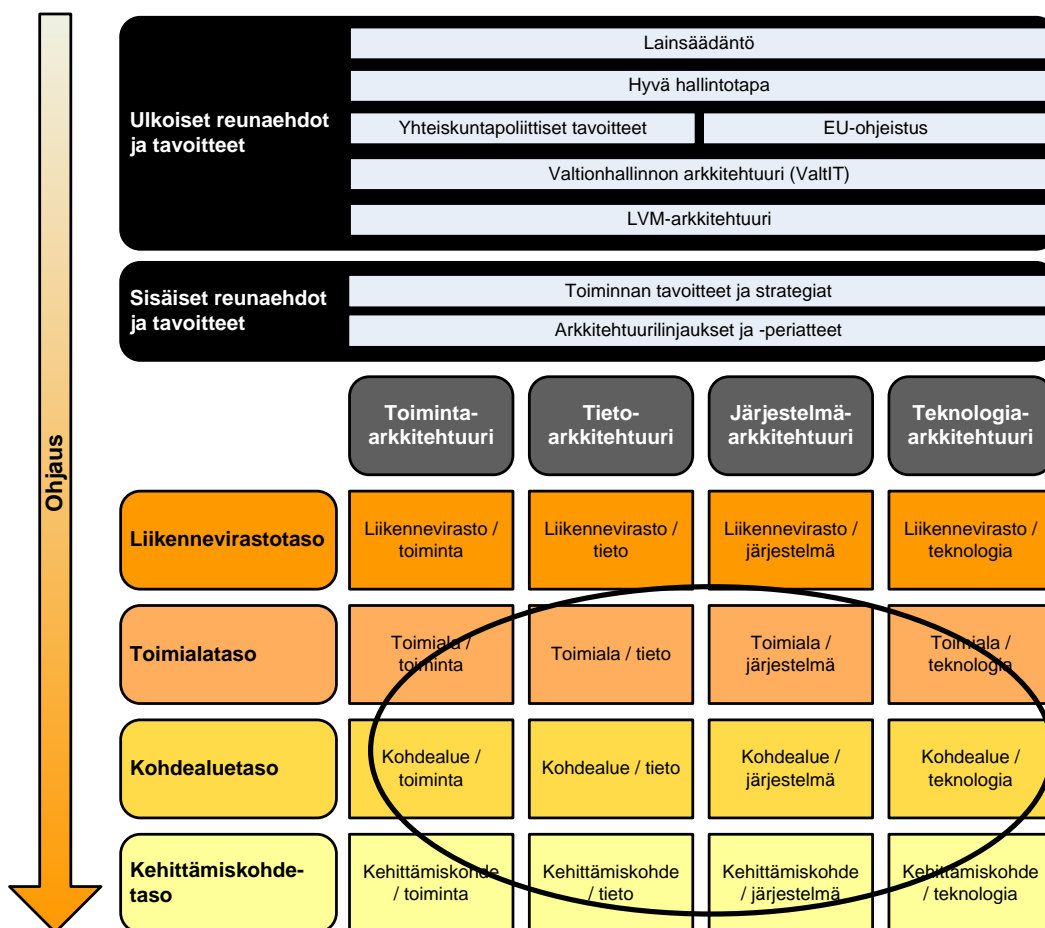 Ohjaus
Ulkoiset reunaehdot
ja tavoitteet
Lainsäädäntö
Hyvä hallintotapa
Yhteiskuntapoliittiset tavoitteet
EU-ohjeistus
Valtionhallinnon arkkitehtuuri (ValtIT)
LVM-arkkitehtuuri
Sisäiset reunaehdot
ja tavoitteet
Toiminnan tavoitteet ja strategiat
Arkkitehtuurilinjaukset ja -periatteet
Toiminta-
arkkitehtuuri
Tieto-
arkkitehtuuri
Järjestelmä-
arkkitehtuuri
Teknologia-
arkkitehtuuri
Liikennevirastotaso
Liikennevirasto /
toiminta
Liikennevirasto /
tieto
Liikennevirasto /
järjestelmä
Liikennevirasto /
teknologia
Toimialataso
Toimiala /
toiminta
Toimiala / tieto
Toimiala /
järjestelmä
Toimiala /
teknologia
Kohdealuetaso
Kohdealue /
toiminta
Kohdealue / tieto
Kohdealue /
järjestelmä
Kohdealue /
teknologia
Kehittämiskohde-
taso
Kehittämiskohde
/ toiminta
Kehittämiskohde
/ tieto
Kehittämiskohde
/ järjestelmä
Kehittämiskohde
/ teknologia